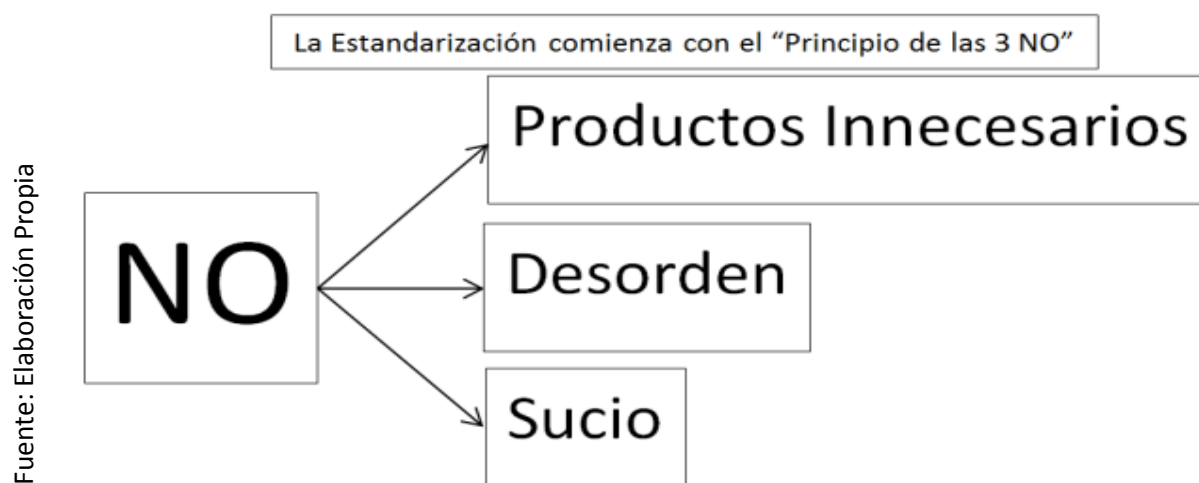 La Estandarización comienza con el “Principio de las 3 NO”
Productos Innecesarios
NO
Desorden
Sucio
Fuente: Elaboración Propia